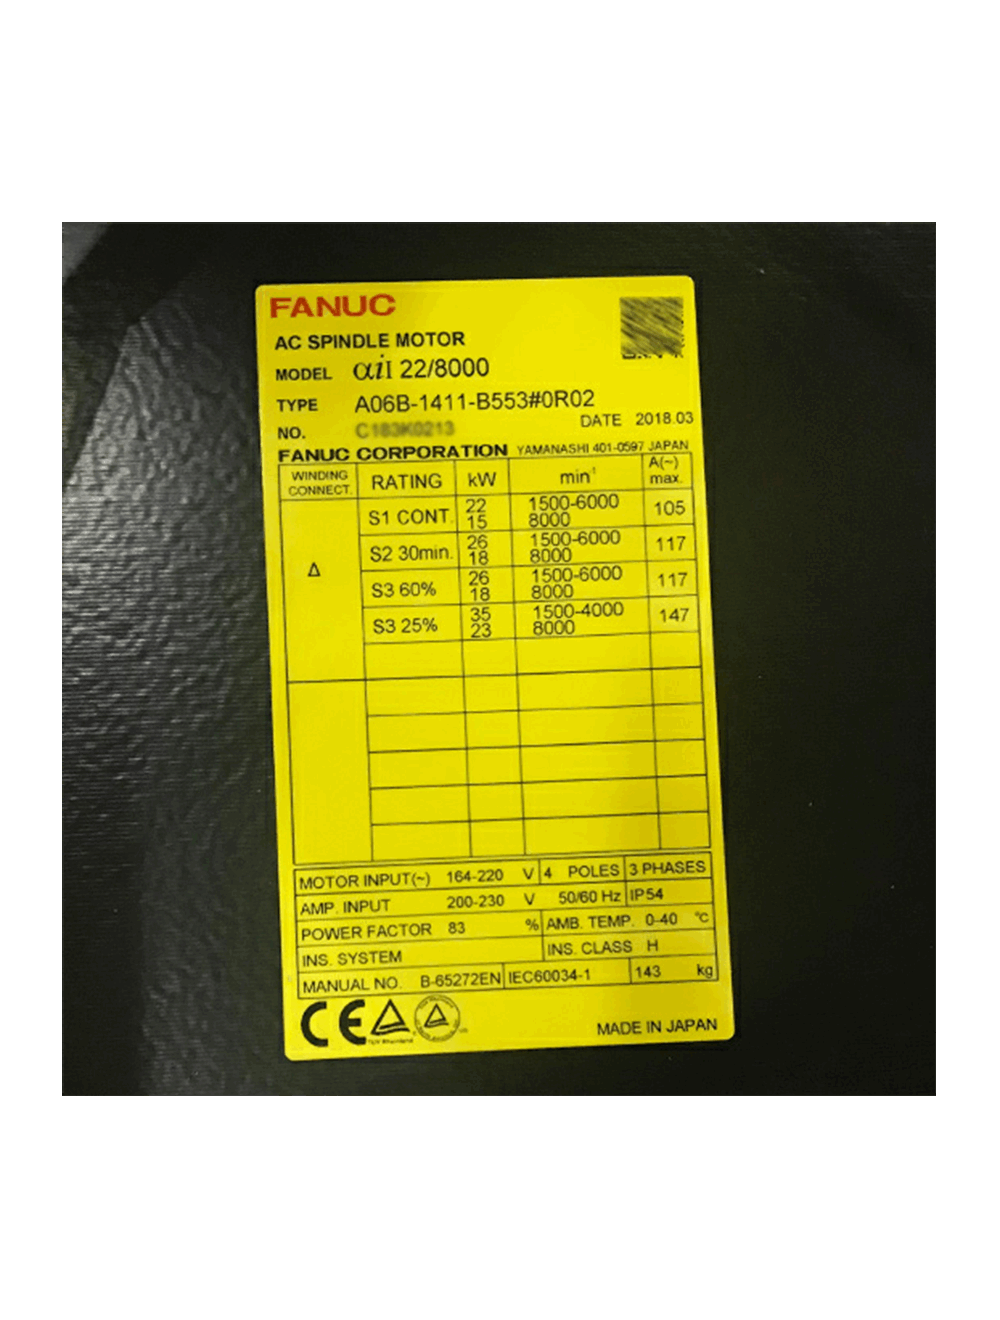 FANUC
AC SPINDLE MOTOR
MODEL αiI 22/8000
TYPE A06B-1411-B553#0R02
NO. C183K0213 DATE 2018.03
FANUC CORPORATION YAMANASHI 401-0597 JAPAN
WINDING CONNECT. RATING kW min⁻¹ A(~) max.
Δ
S1 CONT. 22 1500-6000 105
15 8000
S2 30min. 26 1500-6000 117
18 8000
S3 60% 26 1500-6000 117
18 8000
S3 25% 35 1500-4000 147
23 8000
MOTOR INPUT(~) 164-220 V 4 POLES 3 PHASES
AMP. INPUT 200-230 V 50/60 Hz IP54
POWER FACTOR 83 % AMB. TEMP. 0-40 ℃
INS. SYSTEM INS. CLASS H
MANUAL NO. B-65272EN IEC60034-1 143 kg
CE
TÜV Rheinland
MADE IN JAPAN